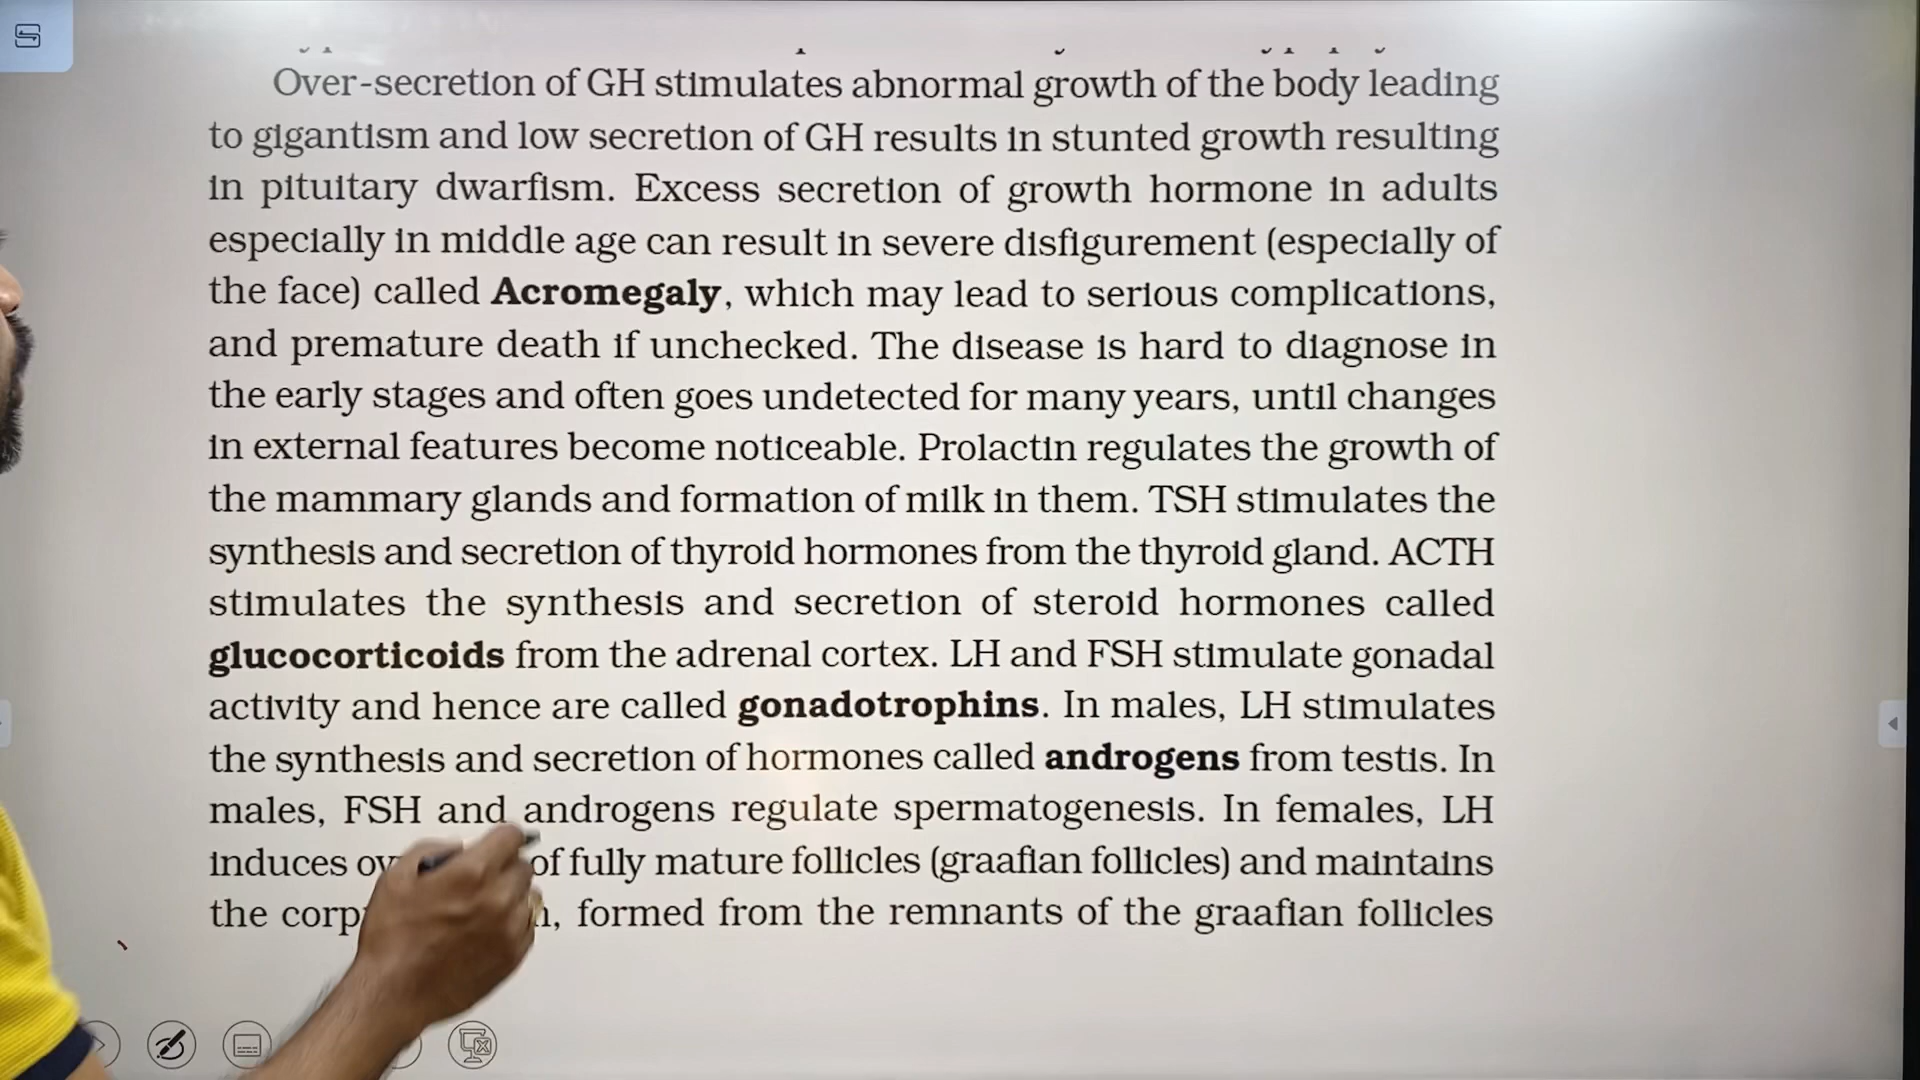 Over-secretion of GH stimulates abnormal growth of the body leading
to gigantism and low secretion of GH results in stunted growth resulting
in pituitary dwarfism. Excess secretion of growth hormone in adults
especially in middle age can result in severe disfigurement (especially of
the face) called Acromegaly, which may lead to serious complications,
and premature death if unchecked. The disease is hard to diagnose in
the early stages and often goes undetected for many years, until changes
in external features become noticeable. Prolactin regulates the growth of
the mammary glands and formation of milk in them. TSH stimulates the
synthesis and secretion of thyroid hormones from the thyroid gland. ACTH
stimulates the synthesis and secretion of steroid hormones called
glucocorticoids from the adrenal cortex. LH and FSH stimulate gonadal
activity and hence are called gonadotrophins. In males, LH stimulates
the synthesis and secretion of hormones called androgens from testis. In
males, FSH and androgens regulate spermatogenesis. In females, LH
induces of fully mature follicles (graafian follicles) and maintains
the formed from the remnants of the graafian follicles